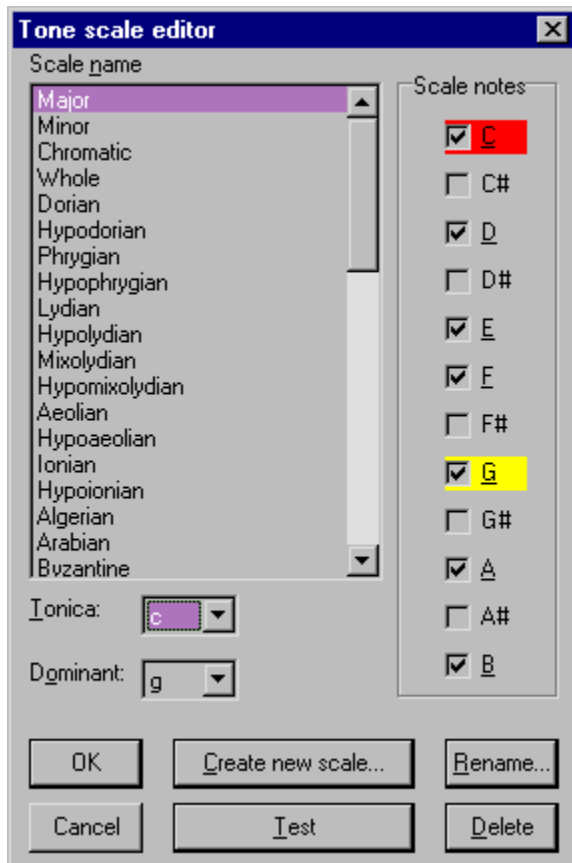 Tone scale editor
Scale name
Major
Minor
Chromatic
Whole
Dorian
Hypodorian
Phrygian
Hypophrygian
Lydian
Hypolydian
Mixolydian
Hypomixolydian
Aeolian
Hypoaeolian
Ionian
Hypoionian
Algerian
Arabian
Byzantine
Tonica: c
Dominant: g
Scale notes
C
C#
D
D#
E
F
F#
G
G#
A
A#
B
OK Create new scale... Rename...
Cancel Test Delete